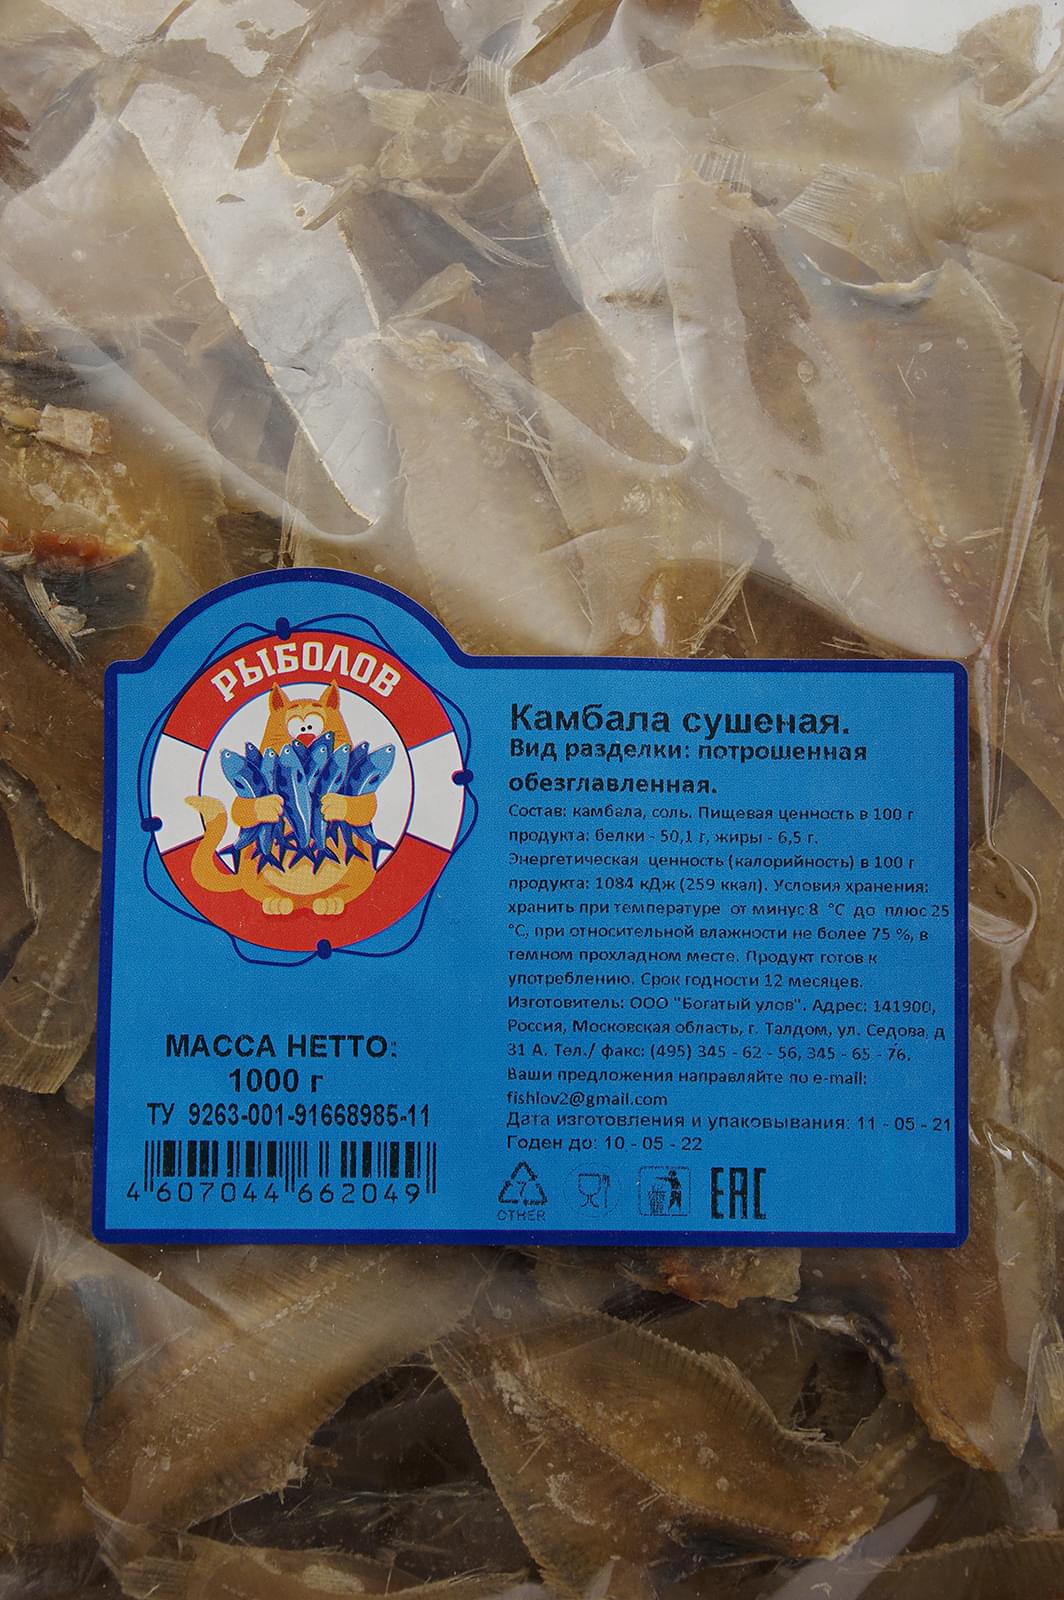 РЫБОЛОВ
МАССА НЕТТО:
1000 г
ТУ 9263-001-91668985-11
4 607044 662049
Камбала сушеная.
Вид разделки: потрошенная
обезглавленная.
Состав: камбала, соль. Пищевая ценность в 100 г
продукта: белки - 50,1 г, жиры - 6,5 г.
Энергетическая ценность (калорийность) в 100 г
продукта: 1084 кДж (259 ккал). Условия хранения:
хранить при температуре от минус 8 °С до плюс 25
°С, при относительной влажности не более 75 %, в
темном прохладном месте. Продукт готов к
употреблению. Срок годности 12 месяцев.
Изготовитель: ООО "Богатый улов". Адрес: 141900,
Россия, Московская область, г. Талдом, ул. Седова, д
31 А. Тел./ факс: (495) 345 - 62 - 56, 345 - 65 - 76.
Ваши предложения направляйте по e-mail:
fishlov2@gmail.com
Дата изготовления и упаковывания: 11 - 05 - 21
Годен до: 10 - 05 - 22
7
OTHER
EAC